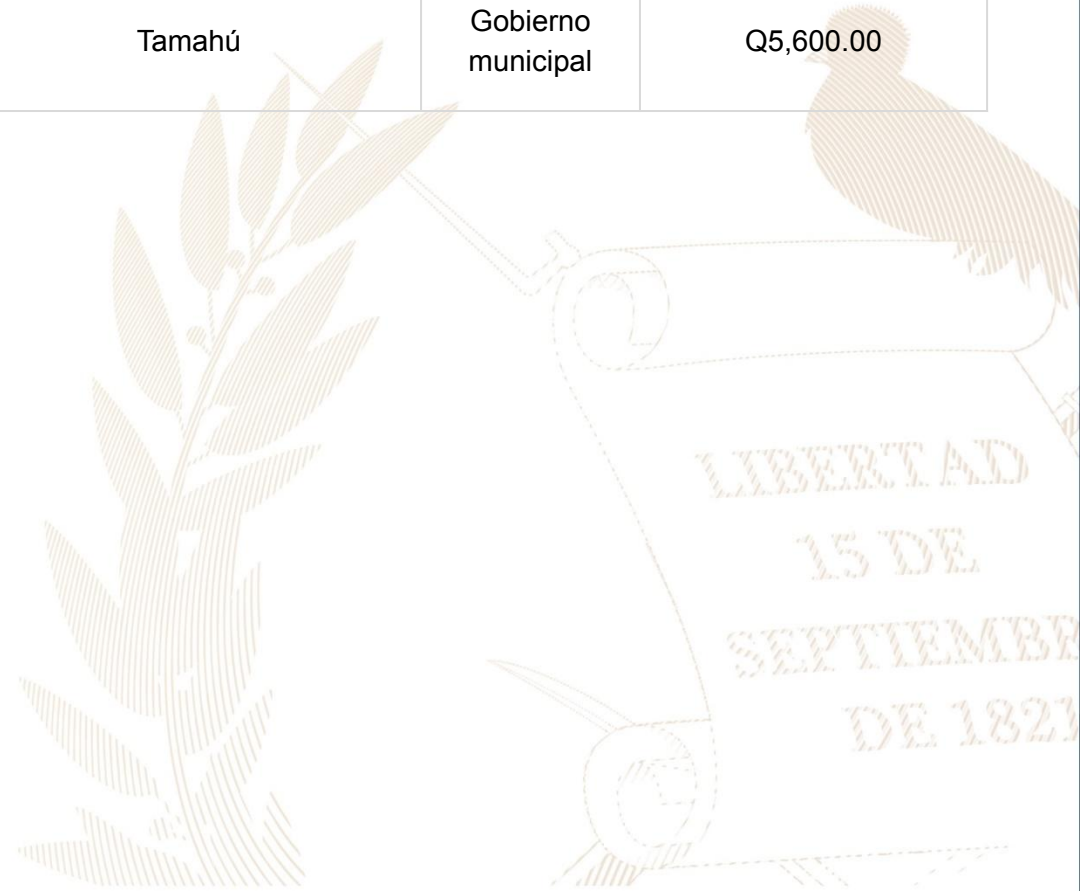 Tamahú
Gobierno
municipal
Q5,600.00
LIBERTAD
15 DE
SEPTIEMBRE
DE 1821